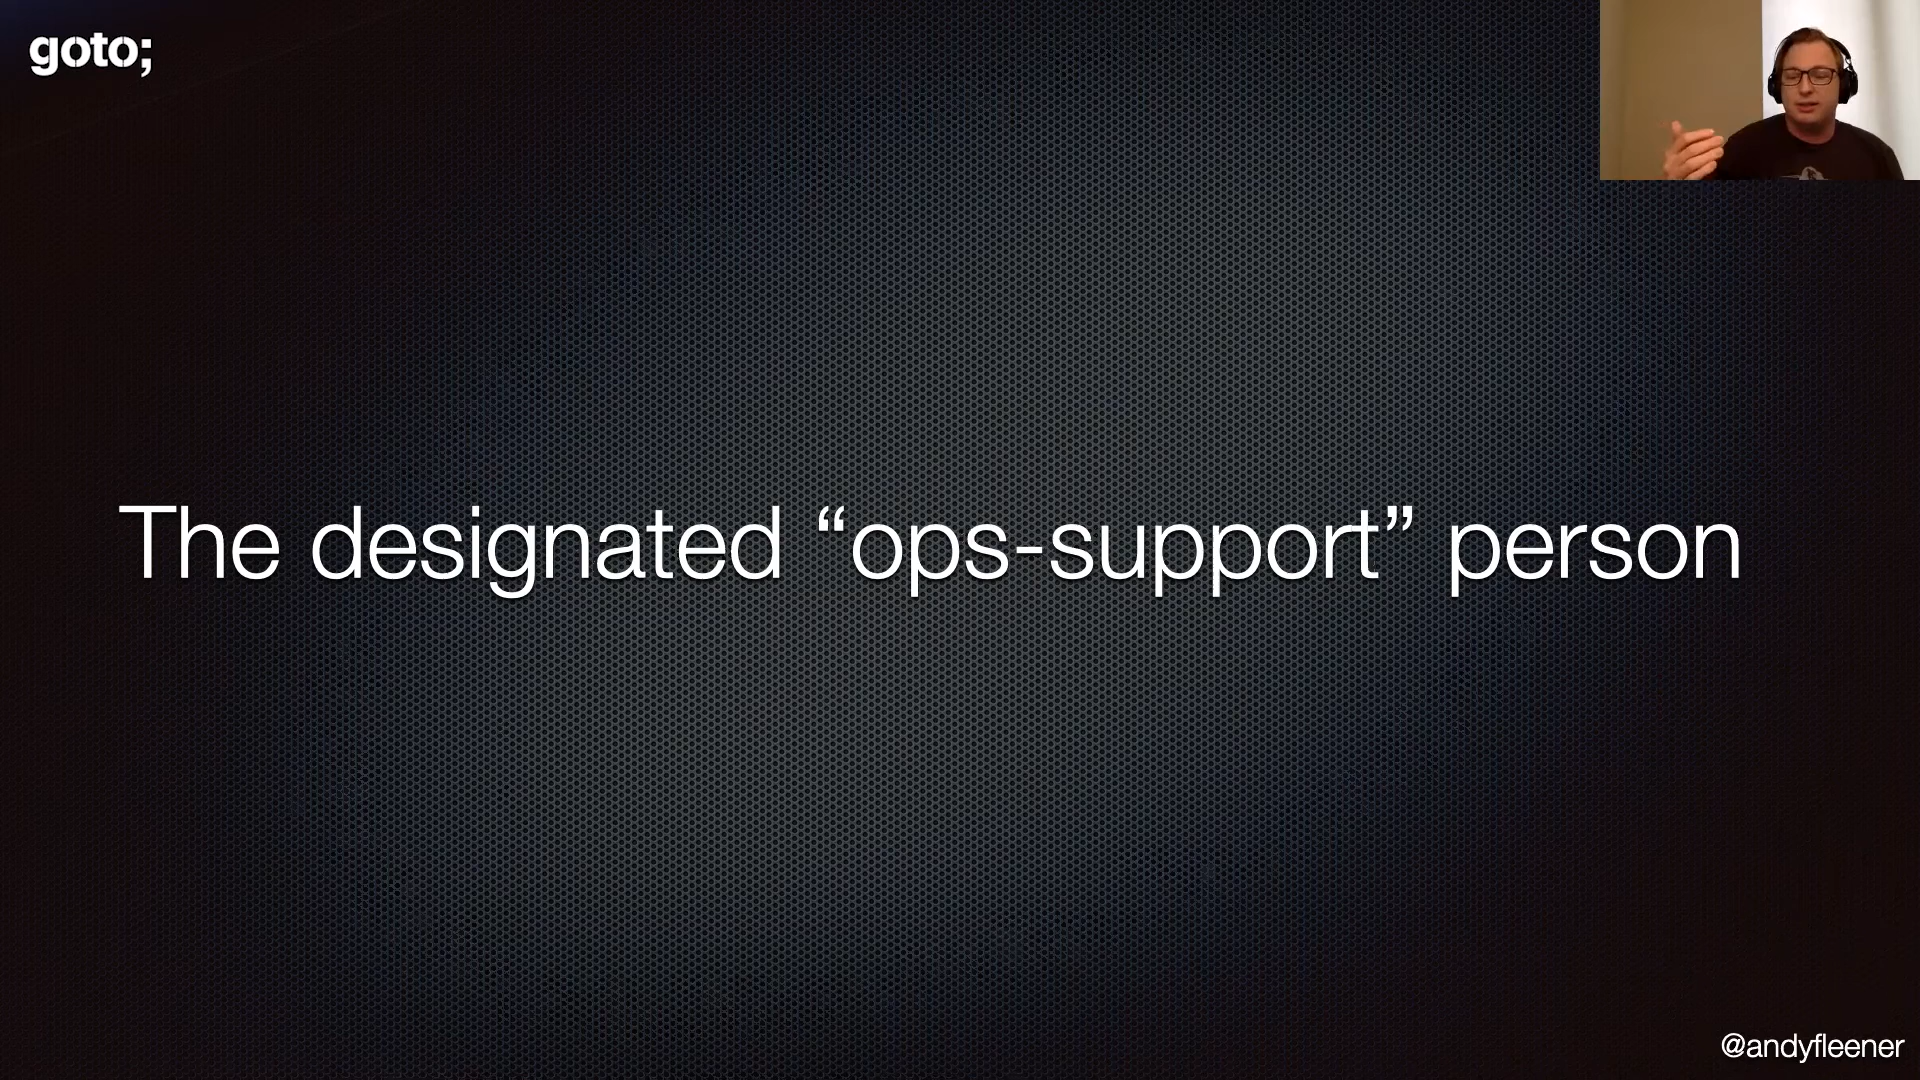 goto;
The designated “ops-support” person
@andyfleener